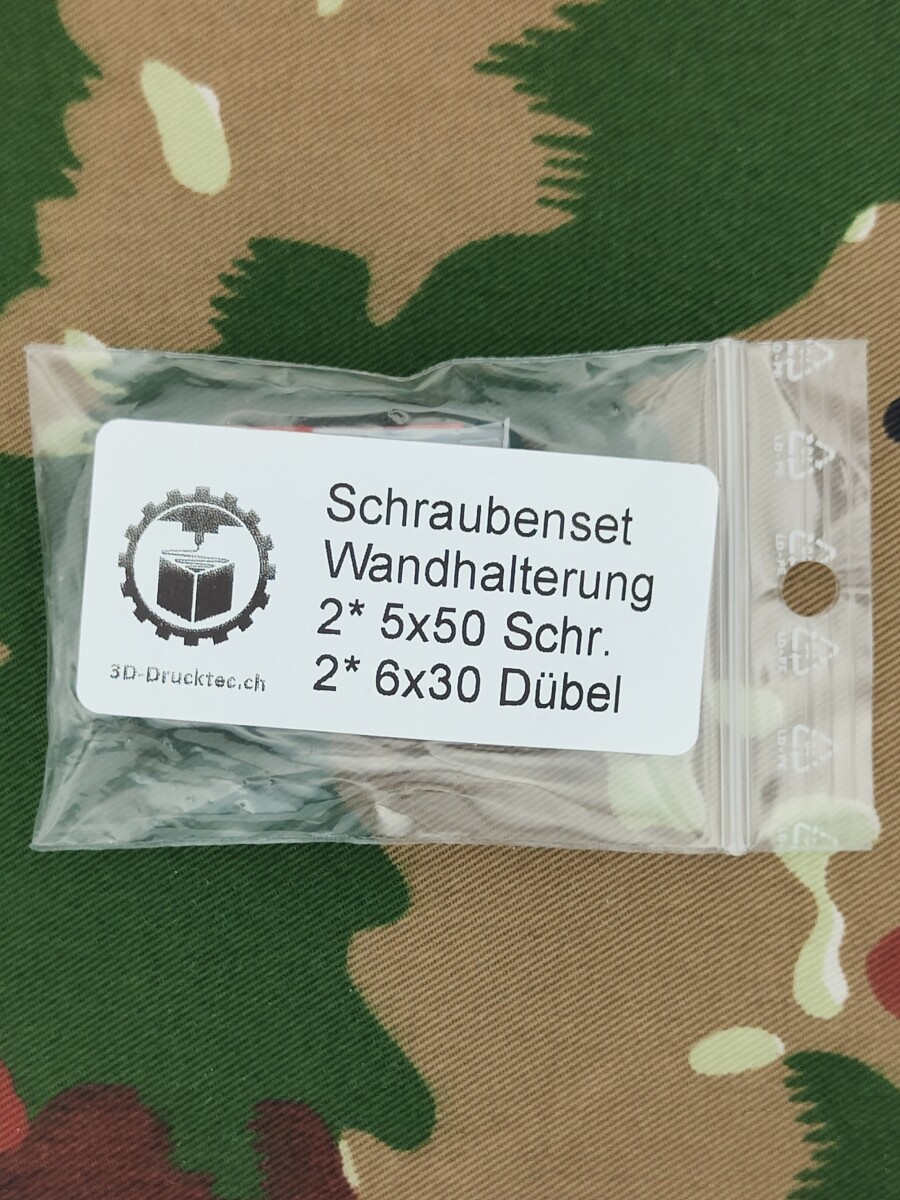 Schraubenset
Wandhalterung
2* 5x50 Schr.
2* 6x30 Dübel
3D-Drucktec.ch